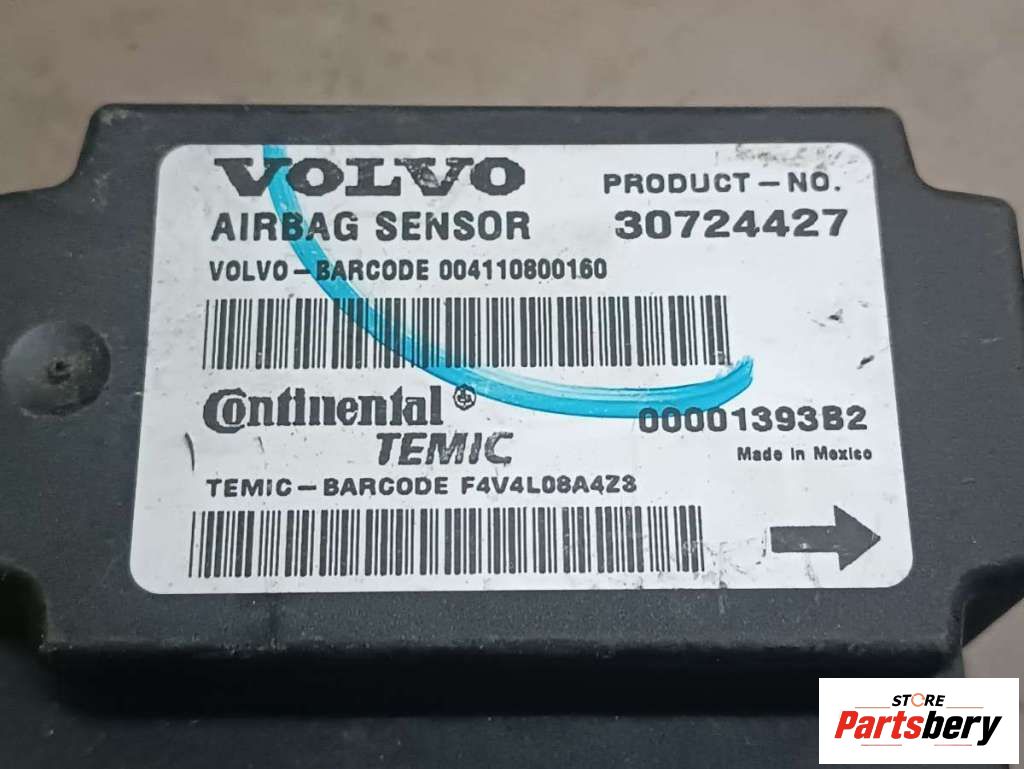 VOLVO
PRODUCT-NO.
AIRBAG SENSOR
30724427
VOLVO-BARCODE 004110800160
Continental
TEMIC
00001393B2
Made in Mexico
TEMIC-BARCODE F4V4L08A4Z3
STORE
Partsbery